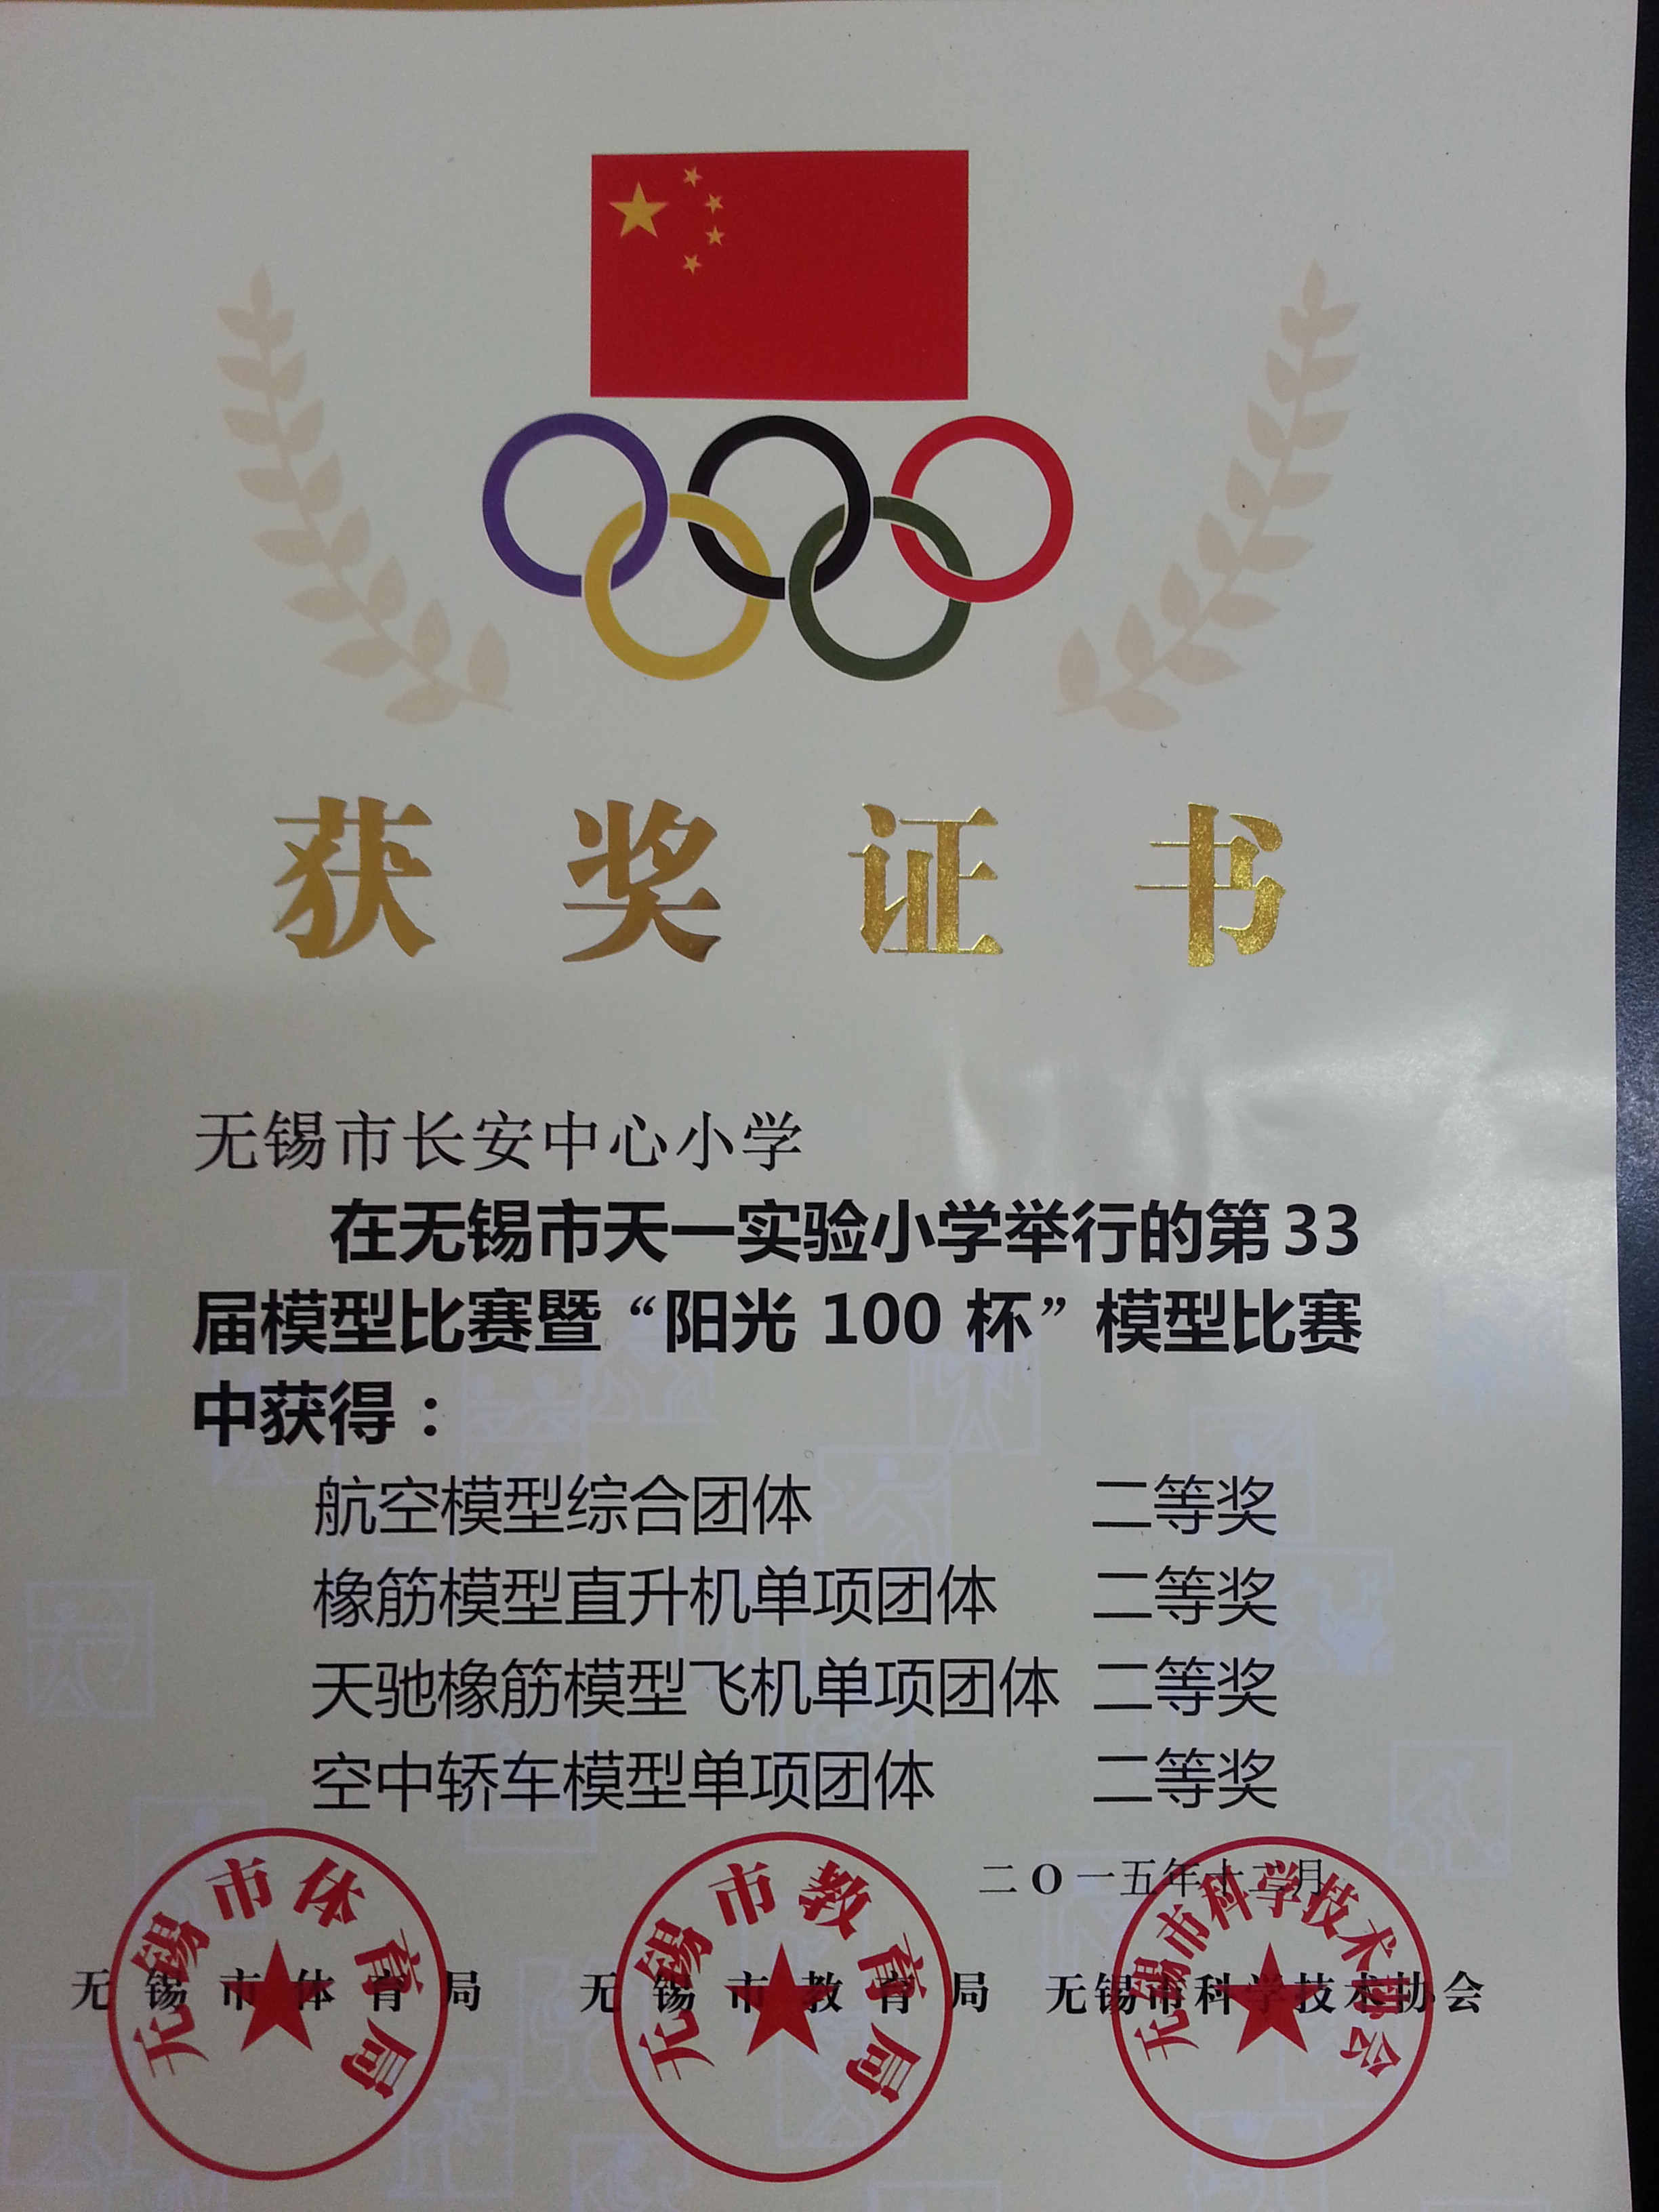 获奖证书
无锡市长安中心小学
在无锡市天一实验小学举行的第33
届模型比赛暨“阳光 100 杯”模型比赛
中获得：
航空模型综合团体 二等奖
橡筋模型直升机单项团体 二等奖
天驰橡筋模型飞机单项团体 二等奖
空中轿车模型单项团体 二等奖
二O一五年十二月
无锡市体育局 无锡市教育局 无锡市科学技术协会
无锡市体育局
无锡市教育局
无锡市科学技术协会